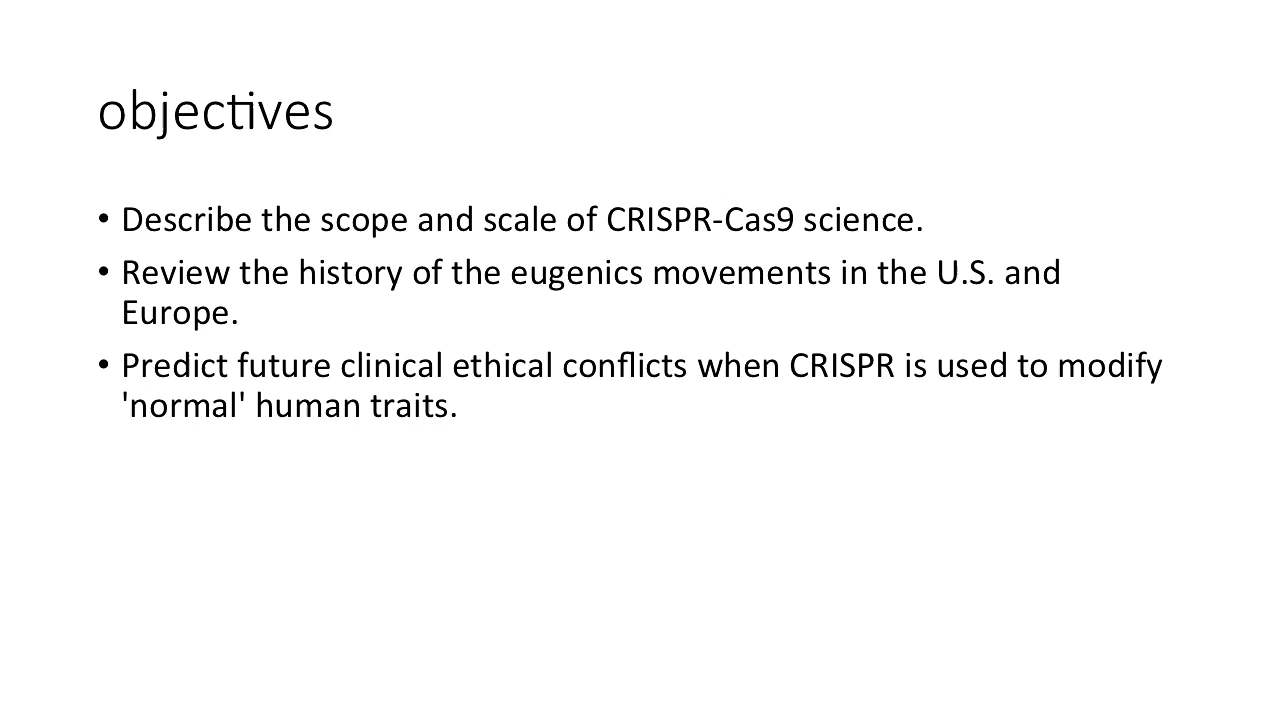 objectives
• Describe the scope and scale of CRISPR-Cas9 science.
• Review the history of the eugenics movements in the U.S. and
Europe.
• Predict future clinical ethical conflicts when CRISPR is used to modify
'normal' human traits.